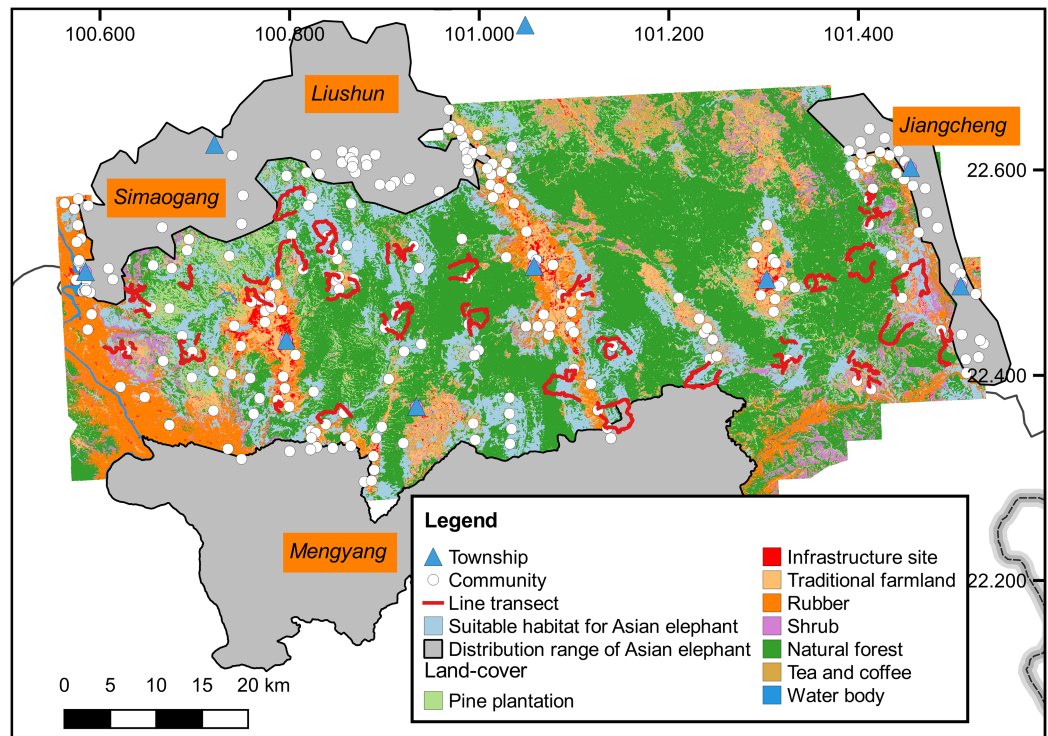 100.600 100.800 101.000 101.200 101.400
Liushun
Jiangcheng
22.600
Simaogang
22.400
Mengyang
22.200
Legend
Township
Community
Line transect
Suitable habitat for Asian elephant
Distribution range of Asian elephant
Land-cover
Pine plantation
Infrastructure site
Traditional farmland
Rubber
Shrub
Natural forest
Tea and coffee
Water body
0 5 10 15 20 km